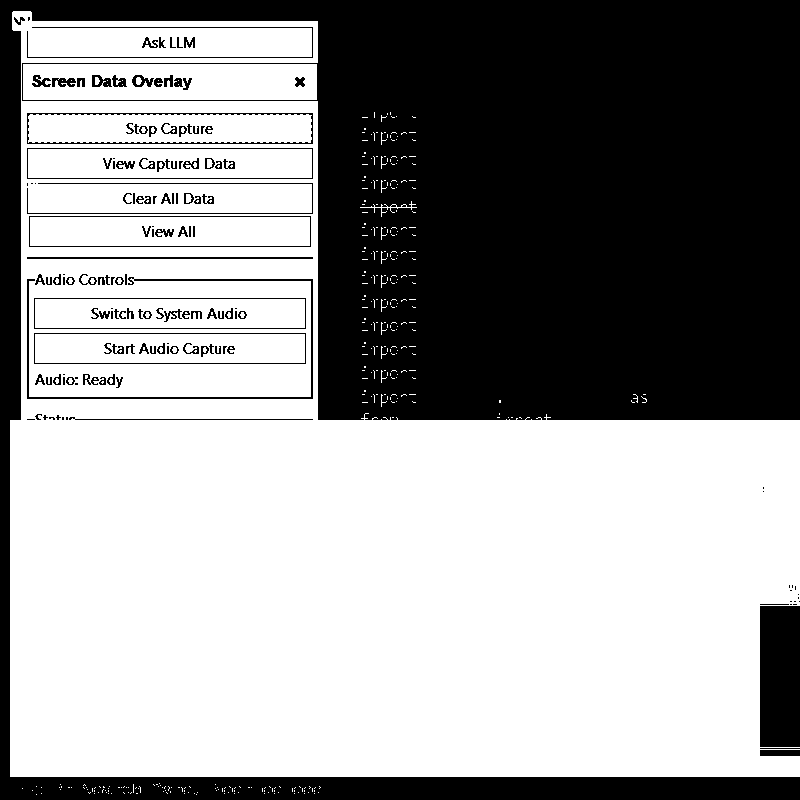 Ask LLM
Screen Data Overlay ✖
Stop Capture
View Captured Data
Clear All Data
View All
Audio Controls
Switch to System Audio
Start Audio Capture
Audio: Ready
Status
import
import
import
import
import
import
import
import
import
import
import
import
import . as
from import